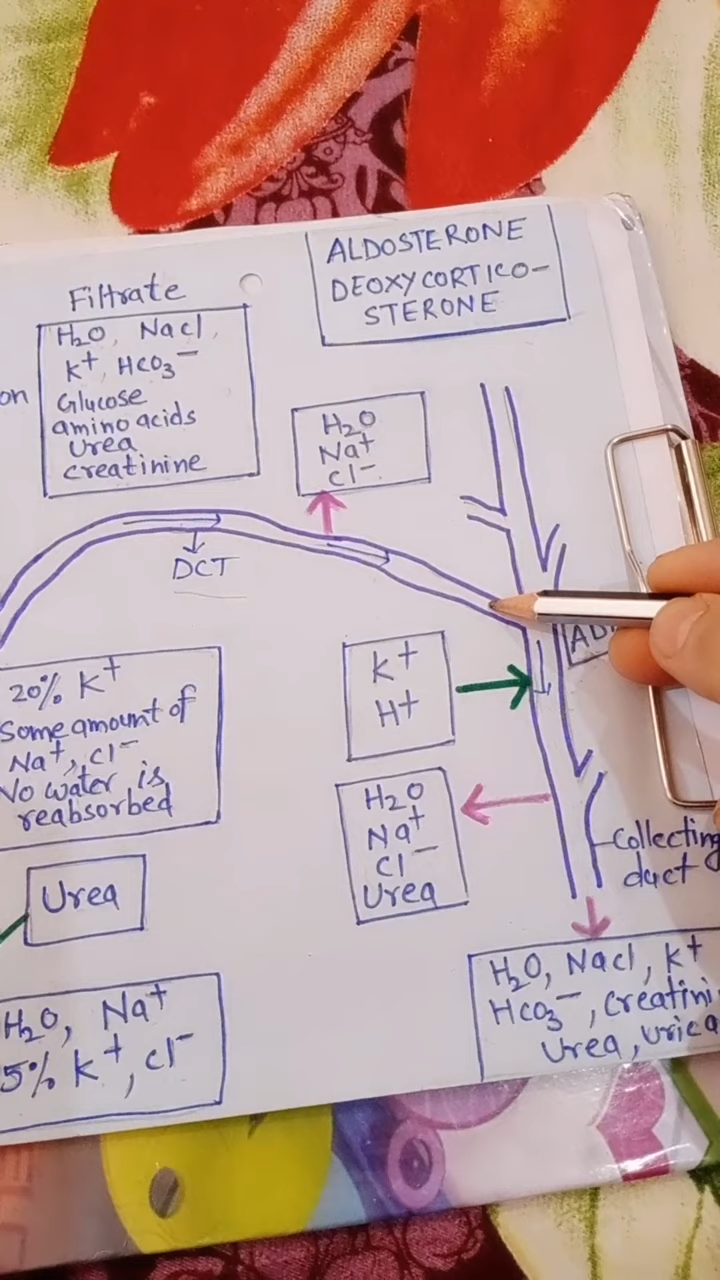 ALDOSTERONE
DEOXYCORTICO-
STERONE
Filtrate
H₂O, Nacl,
K⁺, HCO₃⁻
Glucose
amino acids
Urea
creatinine
on
H₂O
Na⁺
Cl⁻
DCT
K⁺
H⁺
20% K⁺
Some amount of
Na⁺, Cl⁻
No water is
reabsorbed
H₂O
Na⁺
Cl⁻
Urea
Collecting
duct
Urea
H₂O, Na⁺
5% K⁺, Cl⁻
H₂O, Nacl, K⁺
HCO₃⁻, creatini
Urea, urica